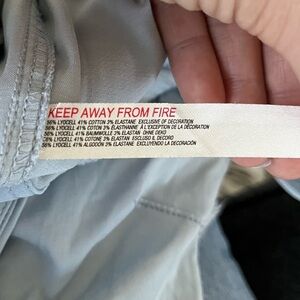 KEEP AWAY FROM FIRE
56% LYOCELL 41% COTTON 3% ELASTANE EXCLUSIVE OF DECORATION
56% LYOCELL 41% COTON 3% ÉLASTHANNE À L'EXCEPTION DE LA DÉCORATION
56% LYOCELL 41% BAUMWOLLE 3% ELASTAN OHNE DEKO
56% LYOCELL 41% COTONE 3% ELASTAN ESCLUSO IL DECORO
56% LYOCELL 41% ALGODÓN 3% ELASTANO EXCLUYENDO LA DECORACIÓN